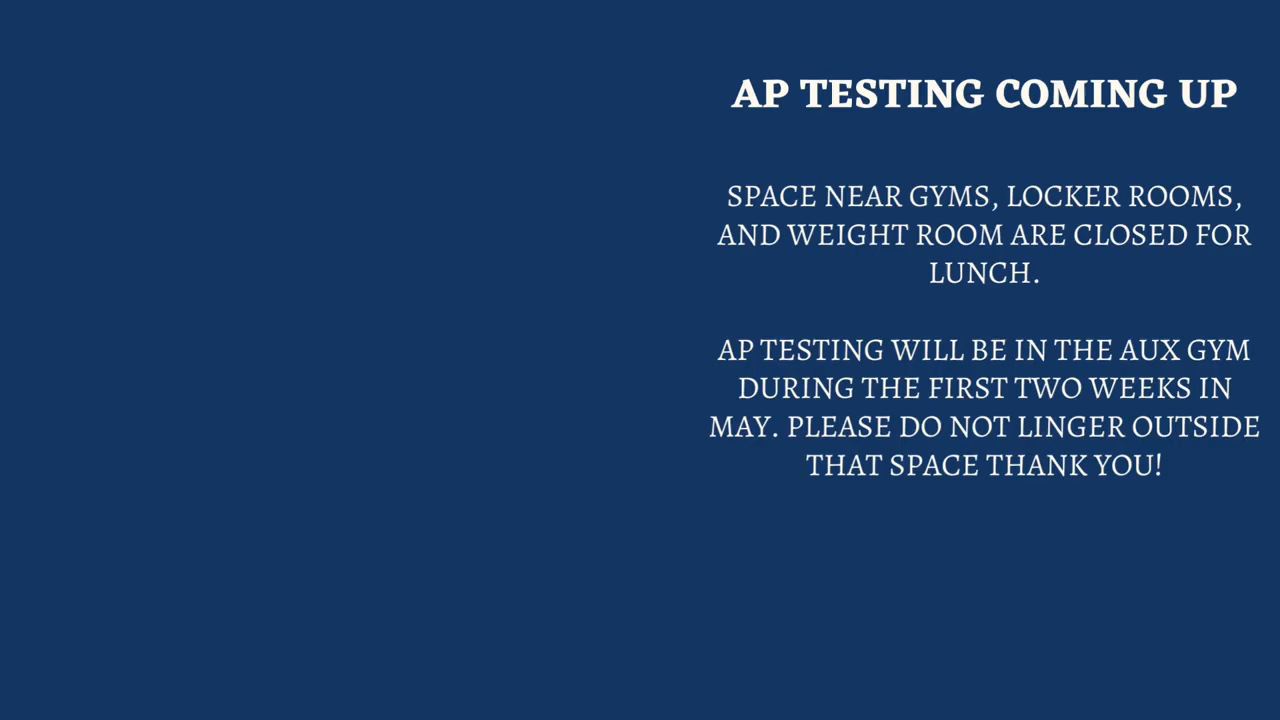 AP TESTING COMING UP
SPACE NEAR GYMS, LOCKER ROOMS,
AND WEIGHT ROOM ARE CLOSED FOR
LUNCH.
AP TESTING WILL BE IN THE AUX GYM
DURING THE FIRST TWO WEEKS IN
MAY. PLEASE DO NOT LINGER OUTSIDE
THAT SPACE THANK YOU!